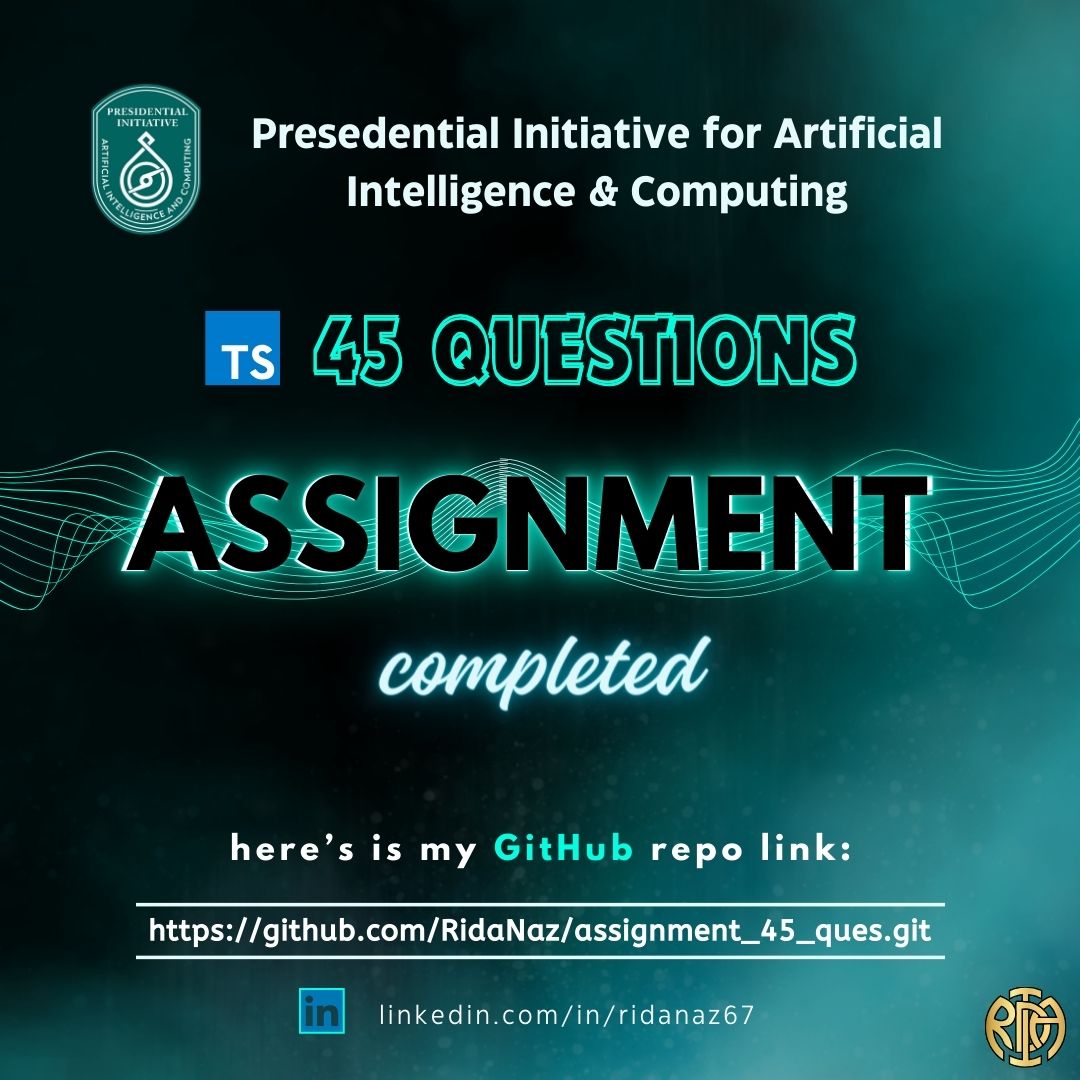 PRESIDENTIAL
INITIATIVE
ARTIFICIAL INTELLIGENCE AND COMPUTING
Presedential Initiative for Artificial
Intelligence & Computing
TS 45 QUESTIONS
ASSIGNMENT
completed
here's is my GitHub repo link:
https://github.com/RidaNaz/assignment_45_ques.git
in linkedin.com/in/ridanaz67